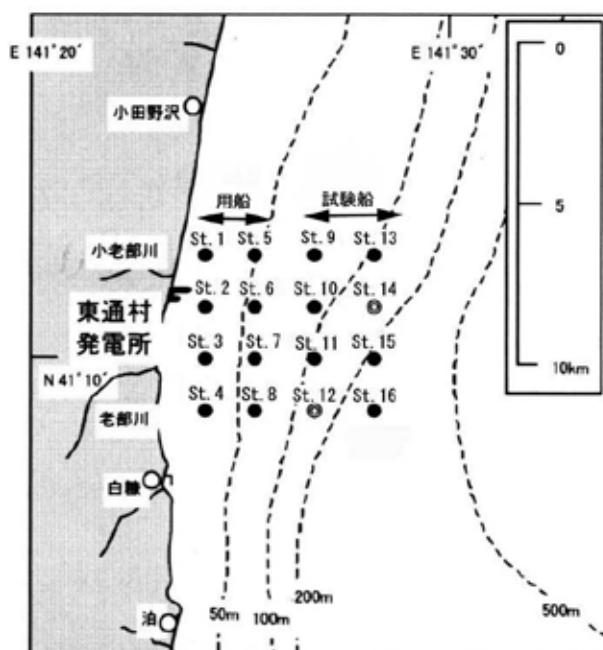 E 141°20'
E 141°30'
0
小田野沢
5
用船
試験船
小老部川
St.1
St.5
St.9
St.13
St.2
St.6
St.10
St.14
東通村
発電所
St.3
St.7
St.11
St.15
10km
N 41°10'
St.4
St.8
St.12
St.16
老部川
白糠
泊
50m
100m
200m
500m